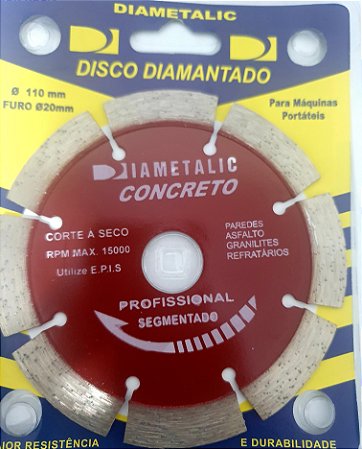 DIAMETALIC
DISCO DIAMANTADO
Ø 110 mm
FURO Ø20mm
Para Máquinas
Portáteis
DIAMETALIC
CONCRETO
CORTE A SECO
RPM MAX. 15000
Utilize E.P.I.S
PAREDES
ASFALTO
GRANILITES
REFRATÁRIOS
PROFISSIONAL
SEGMENTADO
RESISTÊNCIA
E DURABILIDADE